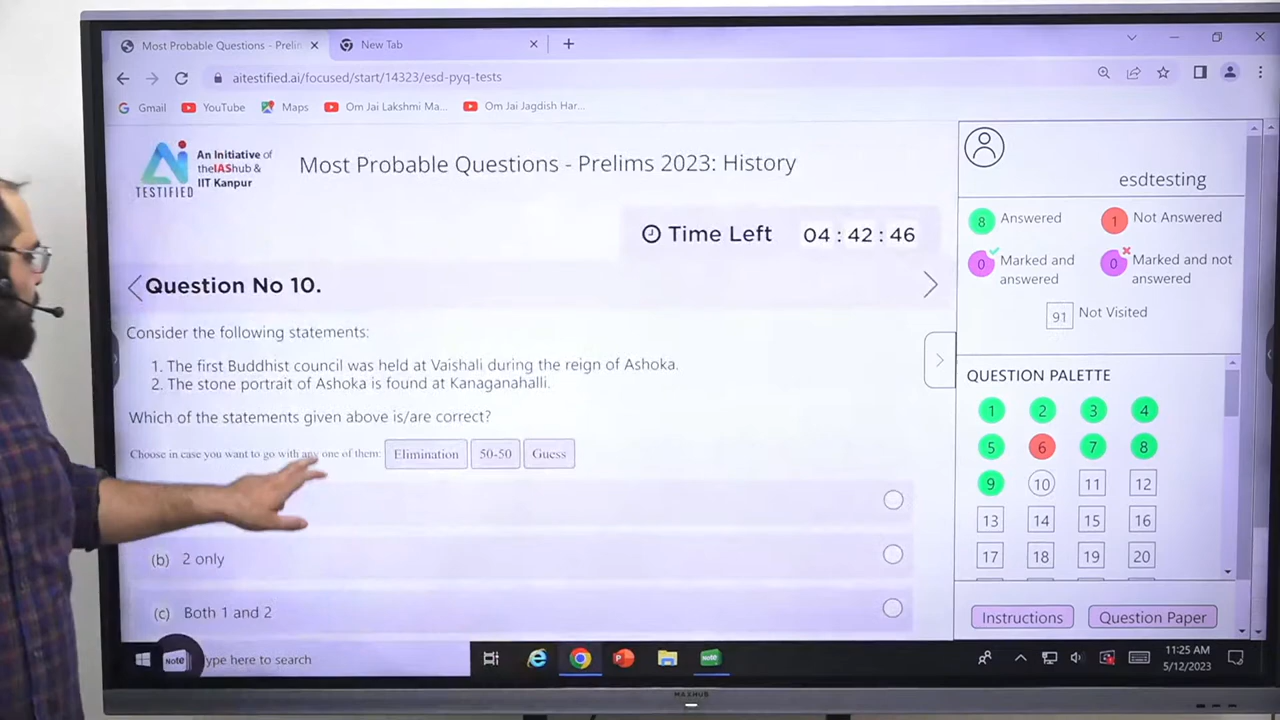 Most Probable Questions - Prelin
New Tab
aitestified.ai/focused/start/14323/esd-pyq-tests
Gmail
YouTube
Maps
Om Jai Lakshmi Ma...
Om Jai Jagdish Har...
TESTIFIED
An Initiative of
theIAShub &
IIT Kanpur
Most Probable Questions - Prelims 2023: History
Time Left 04 : 42 : 46
Question No 10.
Consider the following statements:
1. The first Buddhist council was held at Vaishali during the reign of Ashoka.
2. The stone portrait of Ashoka is found at Kanaganahalli.
Which of the statements given above is/are correct?
Choose in case you want to go with any one of them: Elimination 50-50 Guess
(b) 2 only
(c) Both 1 and 2
esdtesting
8 Answered
1 Not Answered
0 Marked and
answered
0 Marked and not
answered
91 Not Visited
QUESTION PALETTE
1 2 3 4
5 6 7 8
9 10 11 12
13 14 15 16
17 18 19 20
Instructions
Question Paper
Note
ype here to search
note
11:25 AM
5/12/2023
MAXHUB